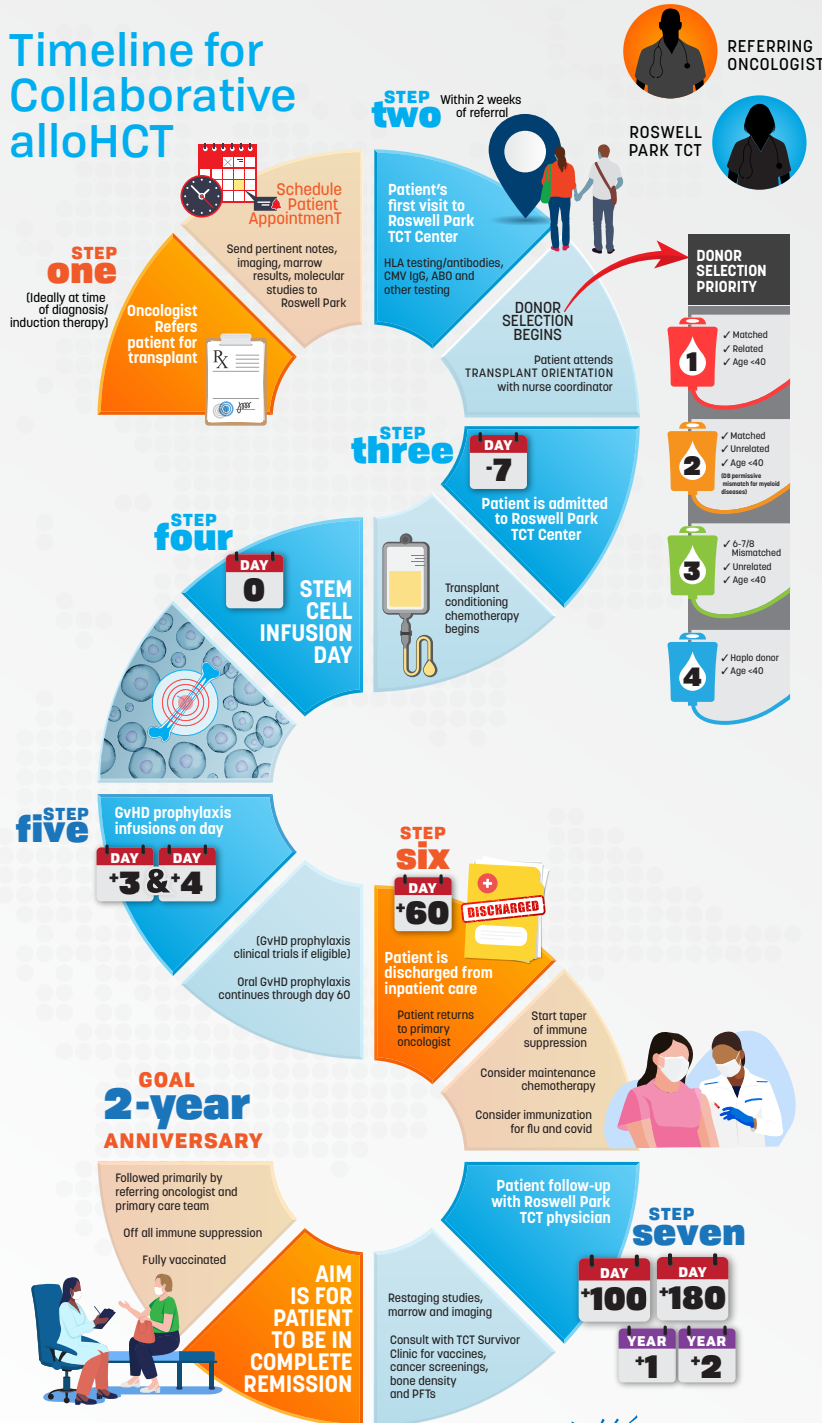 Timeline for
Collaborative
alloHCT
REFERRING
ONCOLOGIST
ROSWELL
PARK TCT
STEP
one
(Ideally at time
of diagnosis/
induction therapy)
Oncologist
Refers
patient for
transplant
Rx
Schedule
Patient
AppointmenT
Send pertinent notes,
imaging, marrow
results, molecular
studies to
Roswell Park
STEP
two
Within 2 weeks
of referral
Patient's
first visit to
Roswell Park
TCT Center
HLA testing/antibodies,
CMV IgG, ABO and
other testing
DONOR
SELECTION
BEGINS
Patient attends
TRANSPLANT ORIENTATION
with nurse coordinator
DONOR
SELECTION
PRIORITY
1
✓ Matched
✓ Related
✓ Age <40
2
✓ Matched
✓ Unrelated
✓ Age <40
(DB permissive
mismatch for myeloid
diseases)
3
✓ 6-7/8
Mismatched
✓ Unrelated
✓ Age <40
4
✓ Haplo donor
✓ Age <40
STEP
three
DAY
-7
Patient is admitted
to Roswell Park
TCT Center
Transplant
conditioning
chemotherapy
begins
STEP
four
DAY
0
STEM
CELL
INFUSION
DAY
STEP
five
GvHD prophylaxis
infusions on day
DAY DAY
+3 & +4
(GvHD prophylaxis
clinical trials if eligible)
Oral GvHD prophylaxis
continues through day 60
STEP
six
DAY
+60
DISCHARGED
Patient is
discharged from
inpatient care
Patient returns
to primary
oncologist
Start taper
of immune
suppression
Consider maintenance
chemotherapy
Consider immunization
for flu and covid
Patient follow-up
with Roswell Park
TCT physician
STEP
seven
DAY DAY
+100 +180
YEAR YEAR
+1 +2
Restaging studies,
marrow and imaging
Consult with TCT Survivor
Clinic for vaccines,
cancer screenings,
bone density
and PFTs
GOAL
2-year
ANNIVERSARY
Followed primarily by
referring oncologist and
primary care team
Off all immune suppression
Fully vaccinated
AIM
IS FOR
PATIENT
TO BE IN
COMPLETE
REMISSION